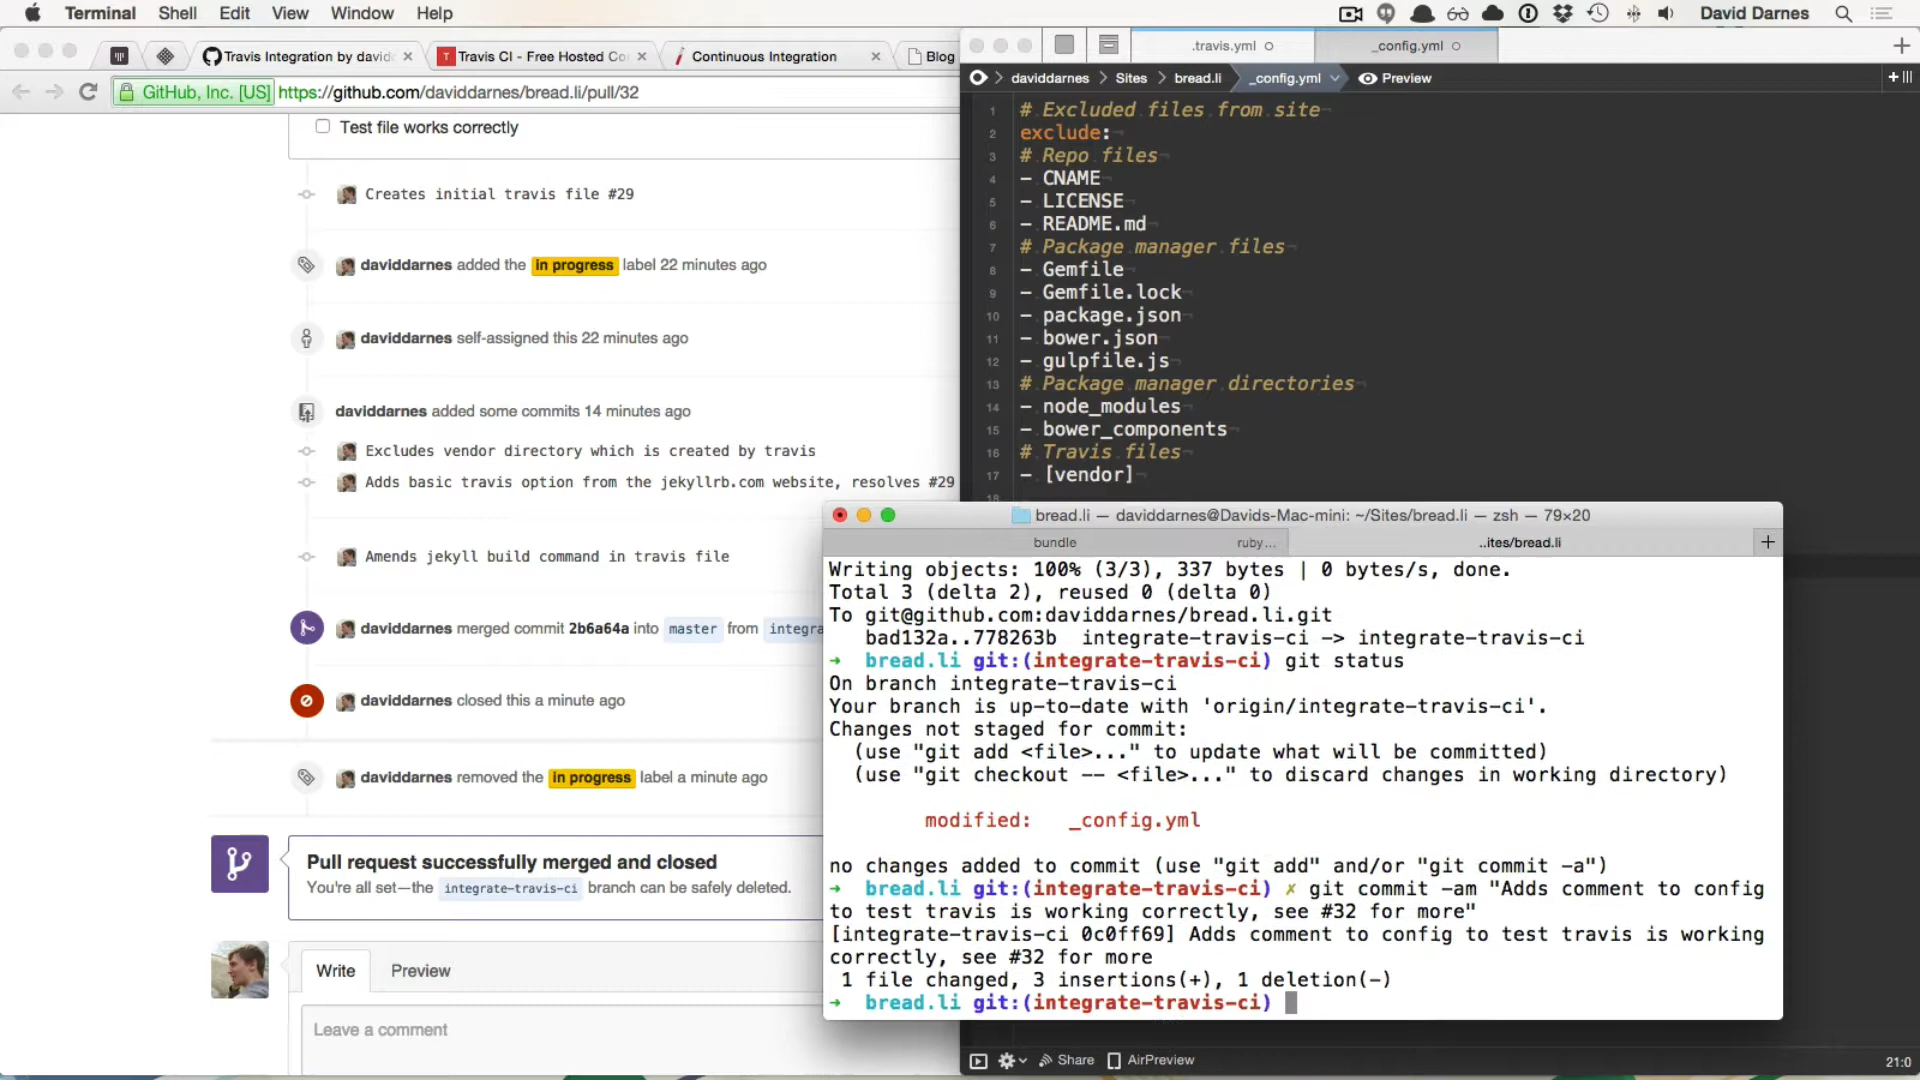 Terminal Shell Edit View Window Help
David Darnes
Travis Integration by davidd
Travis CI - Free Hosted Co
Continuous Integration
Blog
GitHub, Inc. [US] https://github.com/daviddarnes/bread.li/pull/32
Test file works correctly
Creates initial travis file #29
daviddarnes added the in progress label 22 minutes ago
daviddarnes self-assigned this 22 minutes ago
daviddarnes added some commits 14 minutes ago
Excludes vendor directory which is created by travis
Adds basic travis option from the jekyllrb.com website, resolves #29
Amends jekyll build command in travis file
daviddarnes merged commit 2b6a64a into master from integra
daviddarnes closed this a minute ago
daviddarnes removed the in progress label a minute ago
Pull request successfully merged and closed
You're all set—the integrate-travis-ci branch can be safely deleted.
Write Preview
Leave a comment
.travis.yml
_config.yml
daviddarnes Sites bread.li _config.yml Preview
1 # Excluded files from site
2 exclude:
3 # Repo files
4 - CNAME
5 - LICENSE
6 - README.md
7 # Package manager files
8 - Gemfile
9 - Gemfile.lock
10 - package.json
11 - bower.json
12 - gulpfile.js
13 # Package manager directories
14 - node_modules
15 - bower_components
16 # Travis files
17 - [vendor]
18
bread.li — daviddarnes@Davids-Mac-mini: ~/Sites/bread.li — zsh — 79×20
bundle ruby... ..ites/bread.li
Writing objects: 100% (3/3), 337 bytes | 0 bytes/s, done.
Total 3 (delta 2), reused 0 (delta 0)
To git@github.com:daviddarnes/bread.li.git
bad132a..778263b integrate-travis-ci -> integrate-travis-ci
➜ bread.li git:(integrate-travis-ci) git status
On branch integrate-travis-ci
Your branch is up-to-date with 'origin/integrate-travis-ci'.
Changes not staged for commit:
(use "git add <file>..." to update what will be committed)
(use "git checkout -- <file>..." to discard changes in working directory)
modified: _config.yml
no changes added to commit (use "git add" and/or "git commit -a")
➜ bread.li git:(integrate-travis-ci) ✗ git commit -am "Adds comment to config
to test travis is working correctly, see #32 for more"
[integrate-travis-ci 0c0ff69] Adds comment to config to test travis is working
correctly, see #32 for more
1 file changed, 3 insertions(+), 1 deletion(-)
➜ bread.li git:(integrate-travis-ci)
Share AirPreview
21:0